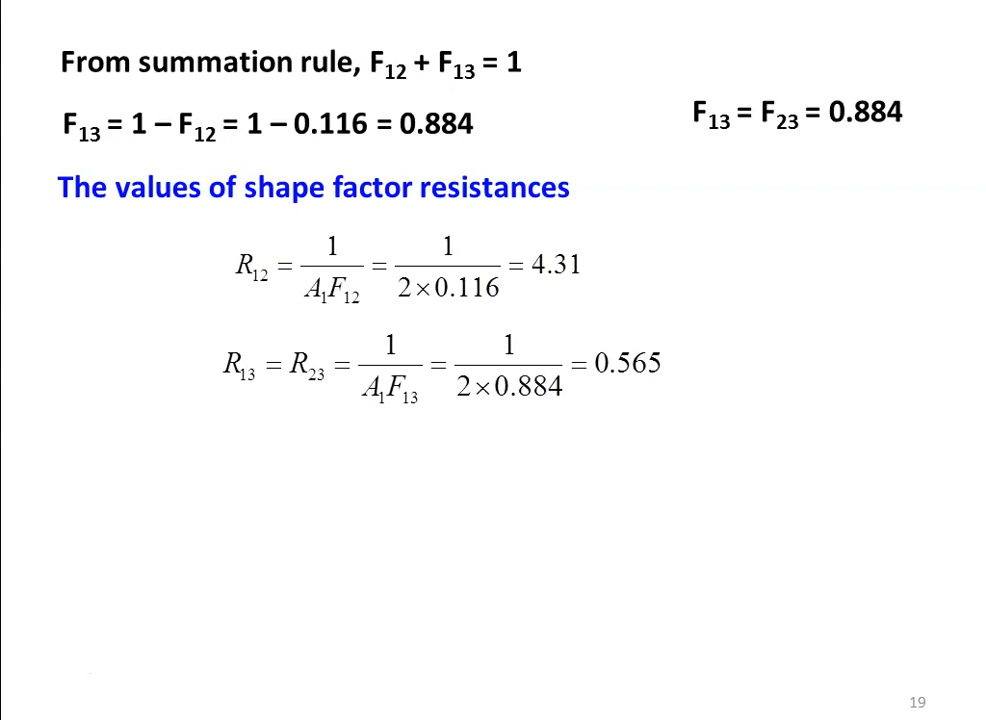 From summation rule, F₁₂ + F₁₃ = 1
F₁₃ = 1 – F₁₂ = 1 – 0.116 = 0.884
F₁₃ = F₂₃ = 0.884
The values of shape factor resistances
R₁₂ = 1/(A₁F₁₂) = 1/(2×0.116) = 4.31
R₁₃ = R₂₃ = 1/(A₁F₁₃) = 1/(2×0.884) = 0.565
19